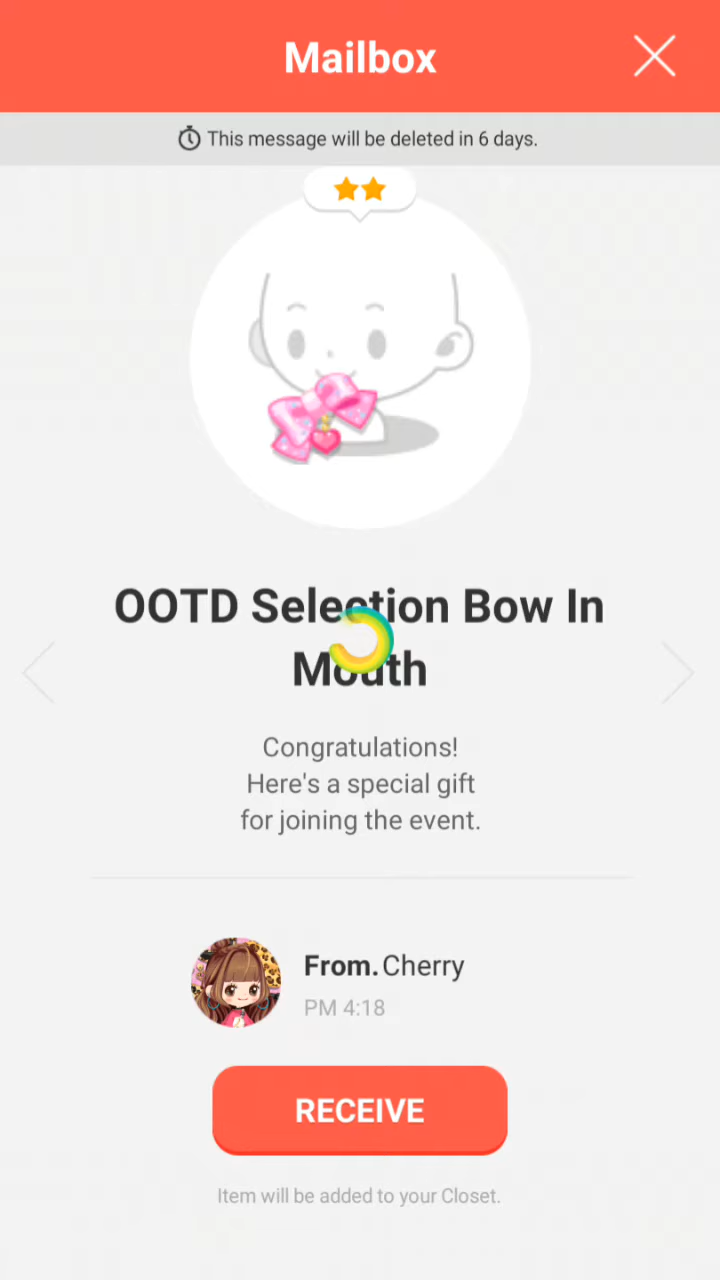 Mailbox
This message will be deleted in 6 days.
OOTD Selection Bow In
Mouth
Congratulations!
Here's a special gift
for joining the event.
From. Cherry
PM 4:18
RECEIVE
Item will be added to your Closet.